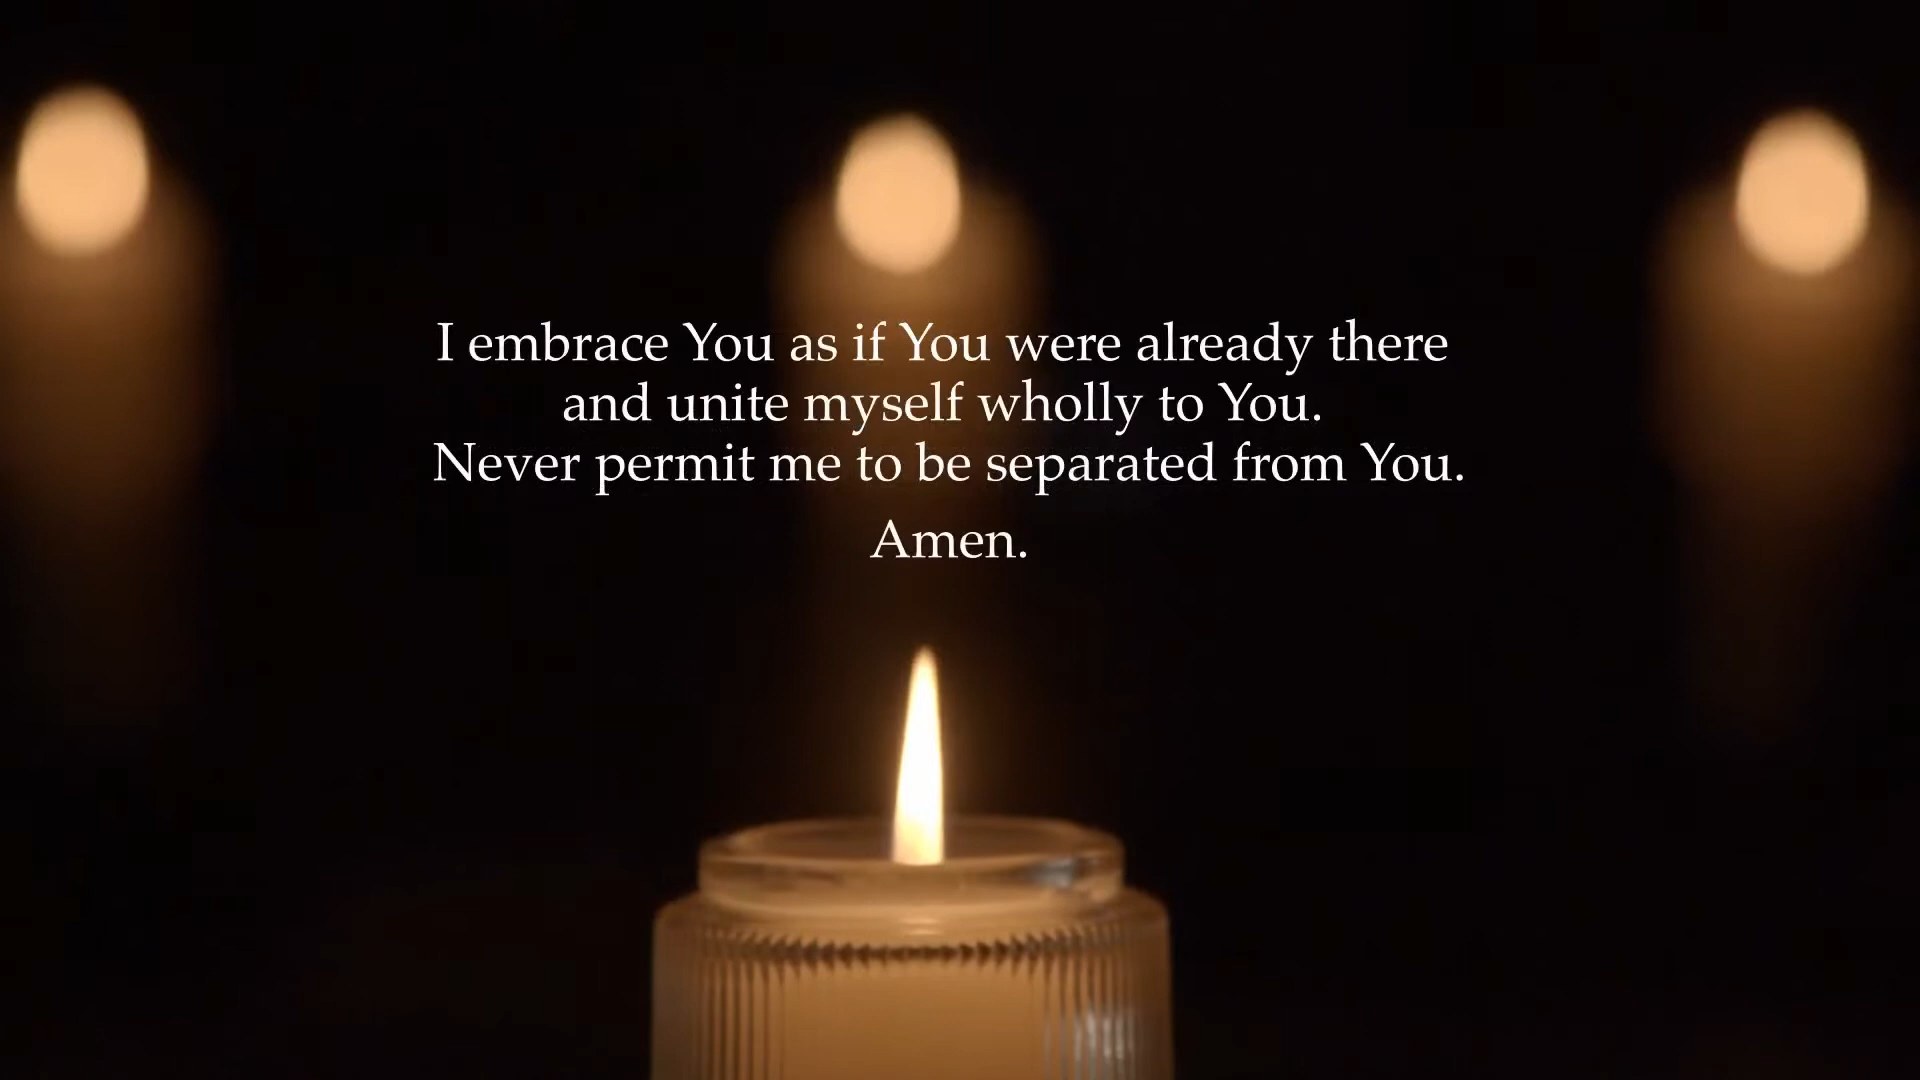 I embrace You as if You were already there
and unite myself wholly to You.
Never permit me to be separated from You.
Amen.